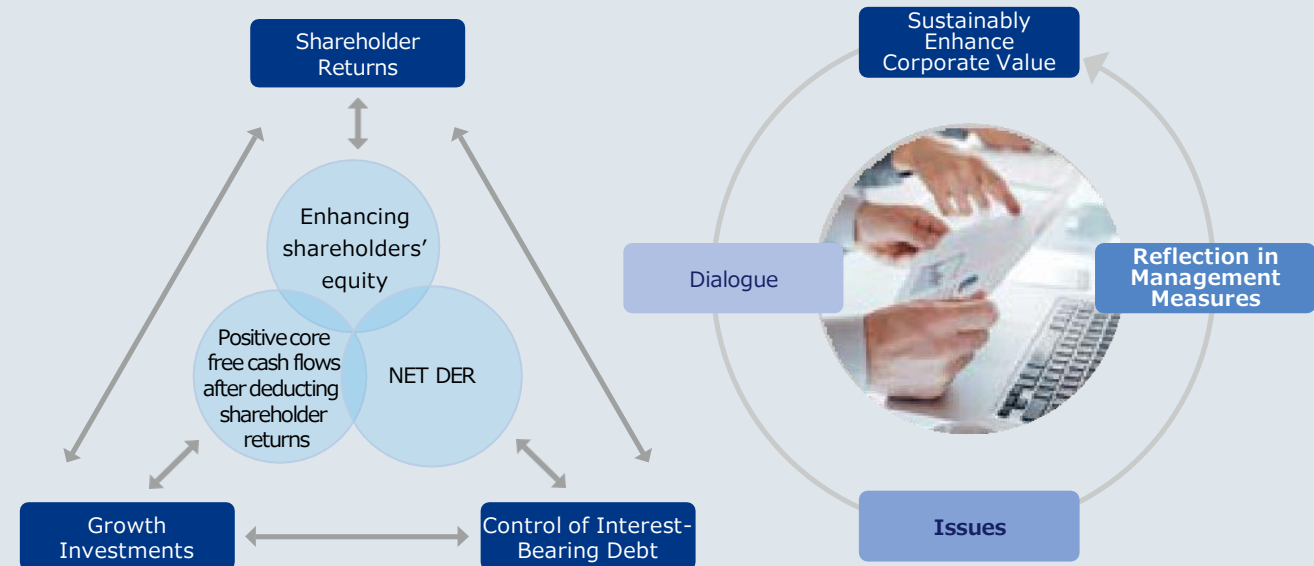 Shareholder
Returns
Enhancing
shareholders’
equity
Positive core
free cash flows
after deducting
shareholder
returns
NET DER
Growth
Investments
Control of Interest-
Bearing Debt
Sustainably
Enhance
Corporate Value
Dialogue
Reflection in
Management
Measures
Issues